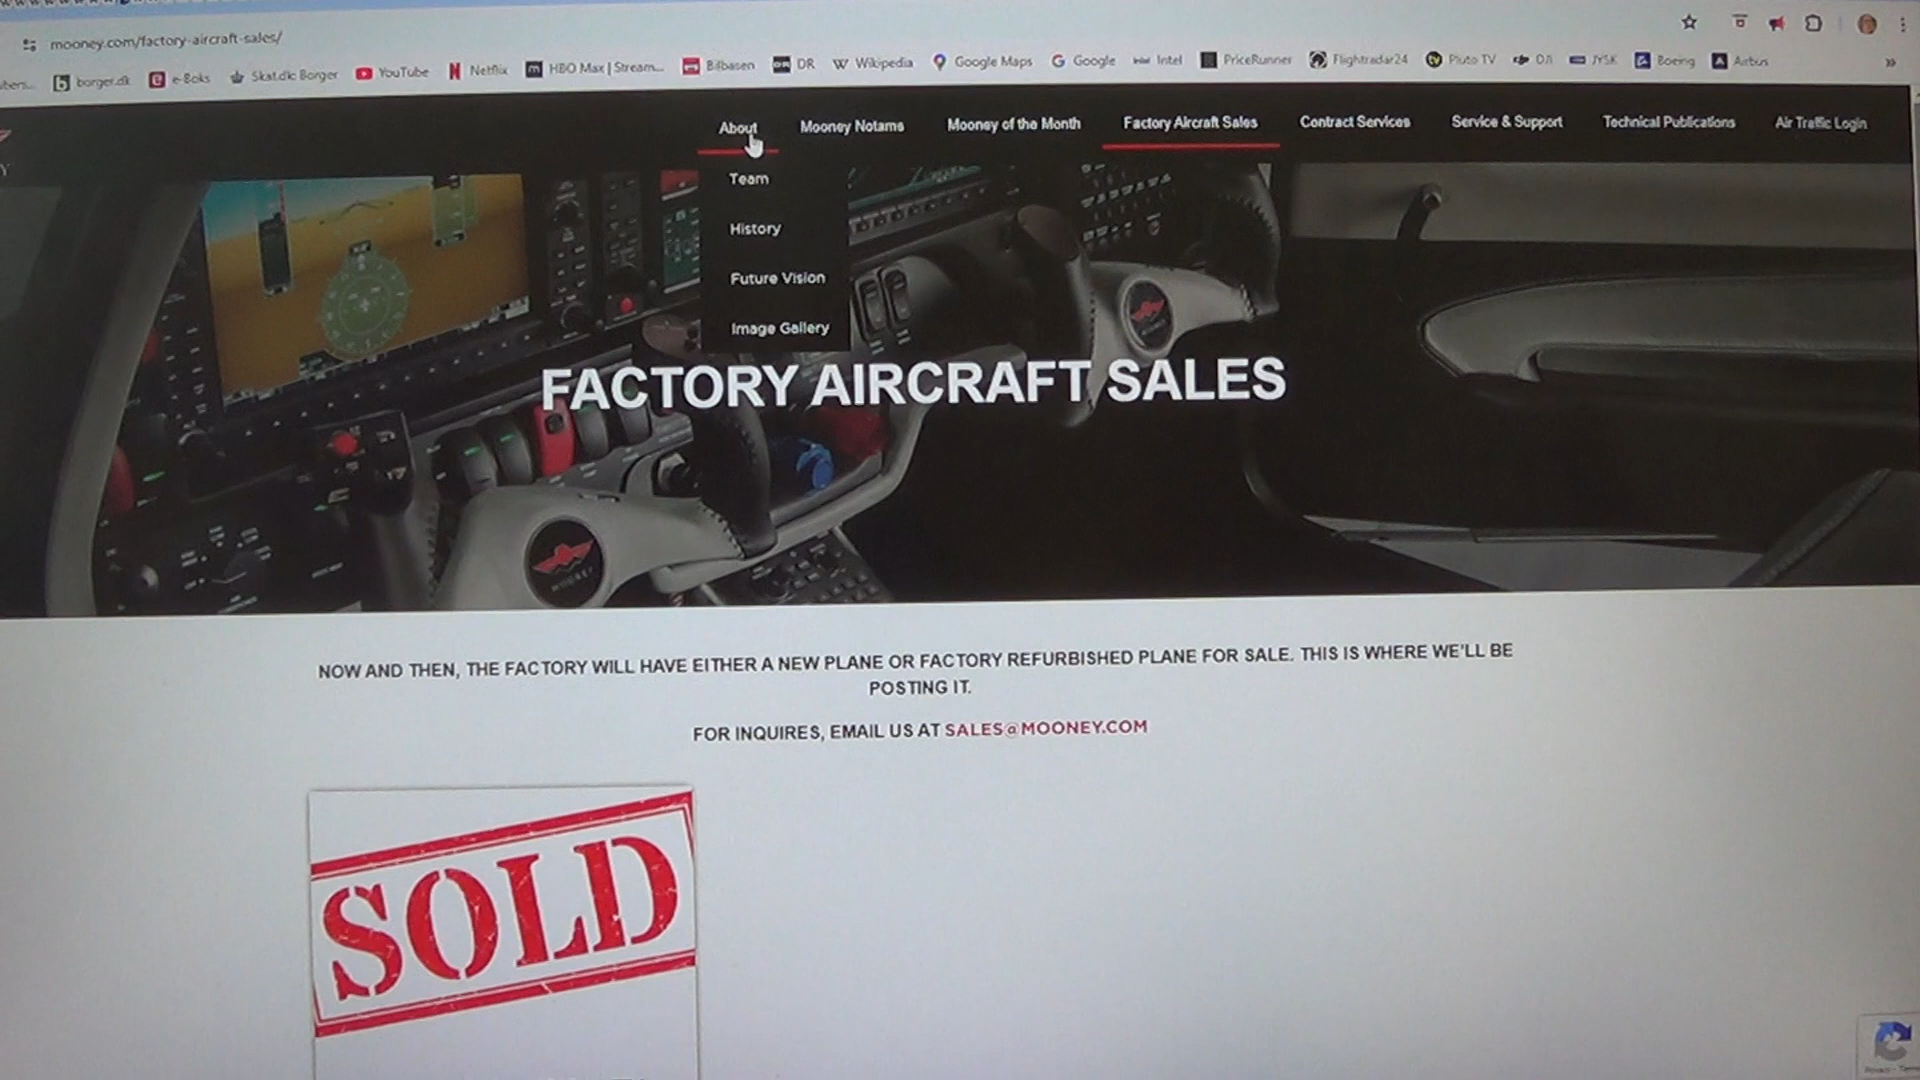 mooney.com/factory-aircraft-sales/
borger.dk e-Boks Skat.dk: Borger YouTube Netflix HBO Max | Stream... Bilbasen DR Wikipedia Google Maps Google Intel PriceRunner Flightradar24 Pluto TV DJI JYSK Boeing Airbus »
About Mooney Notams Mooney of the Month Factory Aircraft Sales Contract Services Service & Support Technical Publications Air Traffic Login
Team
History
Future Vision
Image Gallery
FACTORY AIRCRAFT SALES
MOONEY
NOW AND THEN, THE FACTORY WILL HAVE EITHER A NEW PLANE OR FACTORY REFURBISHED PLANE FOR SALE. THIS IS WHERE WE'LL BE
POSTING IT.
FOR INQUIRES, EMAIL US AT SALES@MOONEY.COM
SOLD